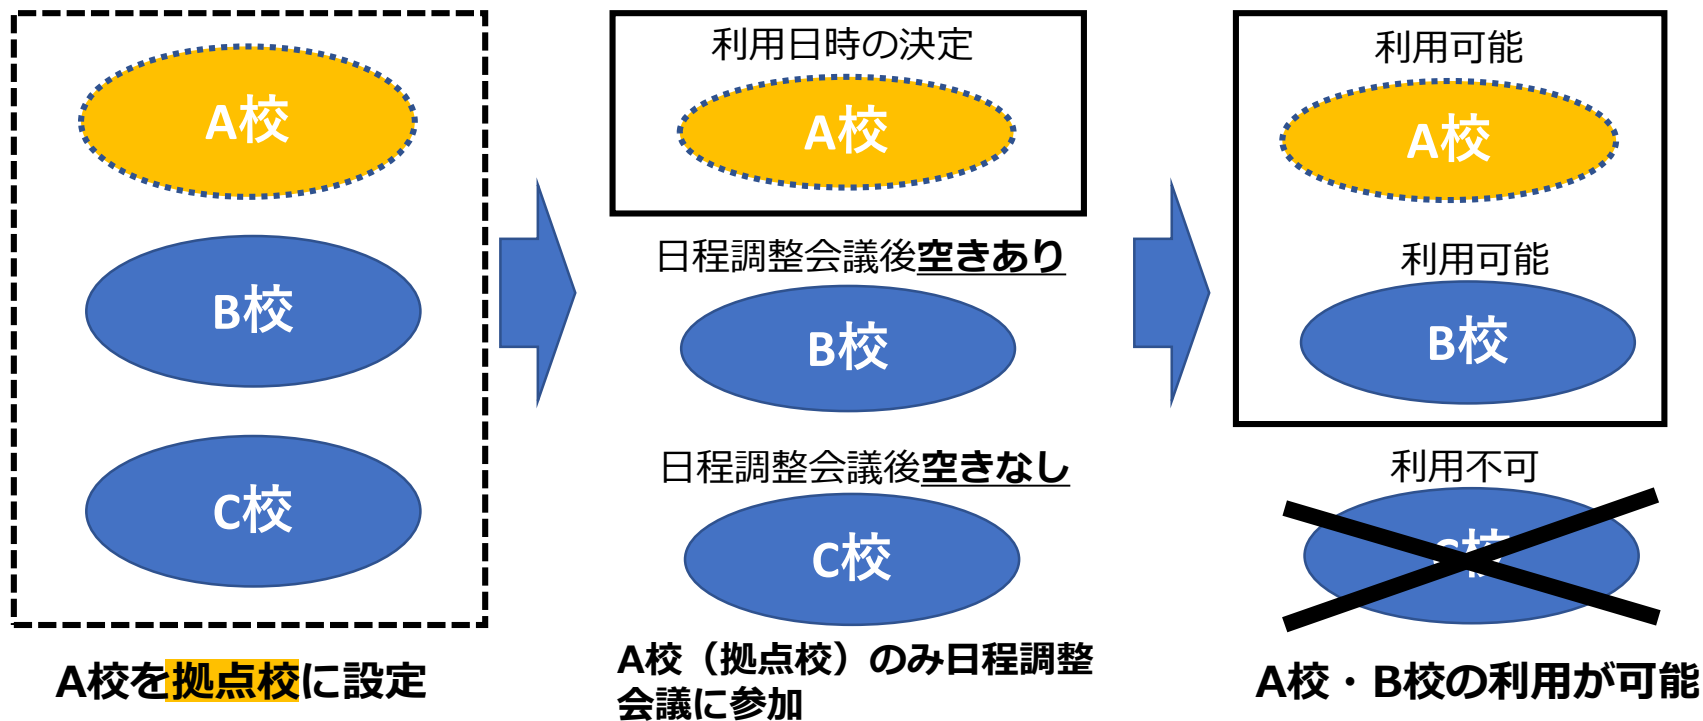 A校
B校
C校
A校を拠点校に設定
利用日時の決定
A校
日程調整会議後空きあり
B校
日程調整会議後空きなし
C校
A校（拠点校）のみ日程調整
会議に参加
利用可能
A校
利用可能
B校
利用不可
C校
A校・B校の利用が可能